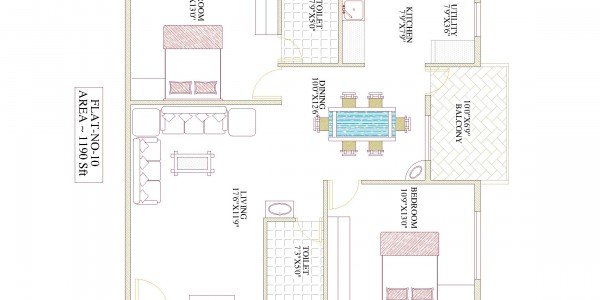 ROOM
X13'0"
TOILET
7'9"X5'0"
KITCHEN
7'9"X7'9"
UTILITY
7'9"X3'6"
DINING
10'0"X12'6"
10'0"X6'9"
BALCONY
FLAT-NO-10
AREA ~ 1190 Sft
LIVING
17'6"X11'9"
BEDROOM
10'9"X13'0"
TOILET
7'3"X5'0"